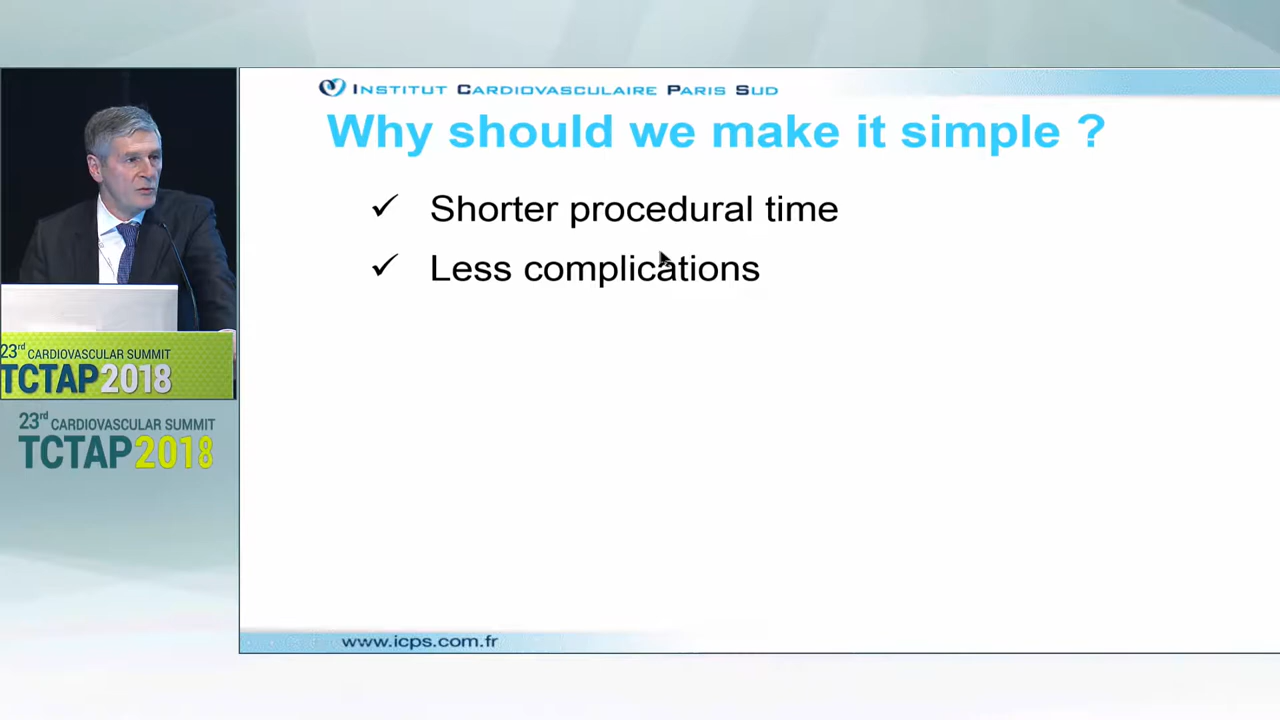 INSTITUT CARDIOVASCULAIRE PARIS SUD
Why should we make it simple ?
✓ Shorter procedural time
✓ Less complications
www.icps.com.fr
23rd CARDIOVASCULAR SUMMIT
TCTAP2018
23rd CARDIOVASCULAR SUMMIT
TCTAP2018